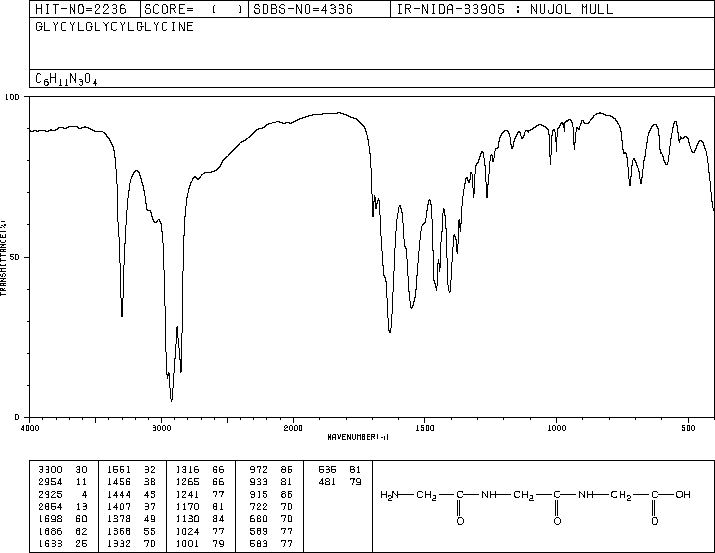 HIT-NO=2236 SCORE= ( ) SDBS-NO=4336 IR-NIDA-33905 : NUJOL MULL
GLYCYLGLYCYLGLYCINE
C6H11N3O4
100
50
0
TRANSMITTANCE(%)
4000 3000 2000 1500 1000 500
WAVENUMBER(-1)
3300 30 1551 32 1316 66 972 86 536 81
2954 11 1456 38 1265 66 933 81 481 79
2925 4 1444 45 1241 77 915 86
2854 13 1407 37 1170 81 722 70
1698 60 1378 49 1130 84 680 70
1686 62 1368 55 1024 77 589 77
1633 25 1332 70 1001 79 583 77
H2N—CH2 C NH—CH2 C NH—CH2 C OH
O O O